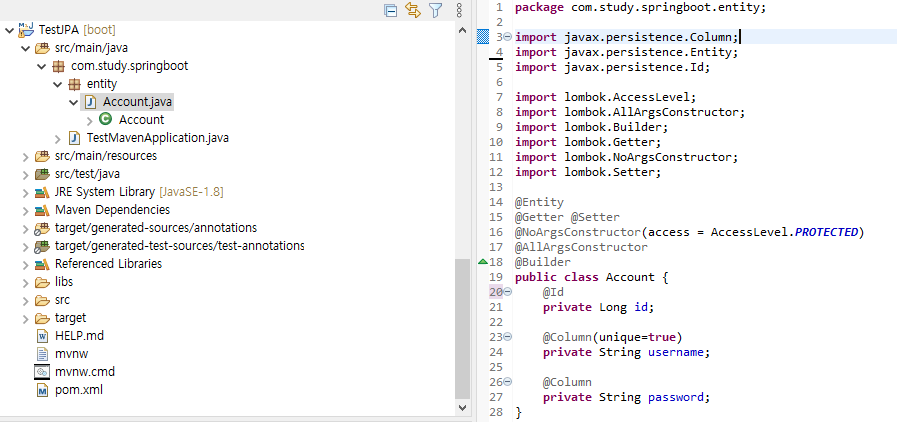 TestJPA [boot]
src/main/java
com.study.springboot
entity
Account.java
Account
TestMavenApplication.java
src/main/resources
src/test/java
JRE System Library [JavaSE-1.8]
Maven Dependencies
target/generated-sources/annotations
target/generated-test-sources/test-annotations
Referenced Libraries
libs
src
target
HELP.md
mvnw
mvnw.cmd
pom.xml
1 package com.study.springboot.entity;
2
3 import javax.persistence.Column;
4 import javax.persistence.Entity;
5 import javax.persistence.Id;
6
7 import lombok.AccessLevel;
8 import lombok.AllArgsConstructor;
9 import lombok.Builder;
10 import lombok.Getter;
11 import lombok.NoArgsConstructor;
12 import lombok.Setter;
13
14 @Entity
15 @Getter @Setter
16 @NoArgsConstructor(access = AccessLevel.PROTECTED)
17 @AllArgsConstructor
18 @Builder
19 public class Account {
20 @Id
21 private Long id;
22
23 @Column(unique=true)
24 private String username;
25
26 @Column
27 private String password;
28 }